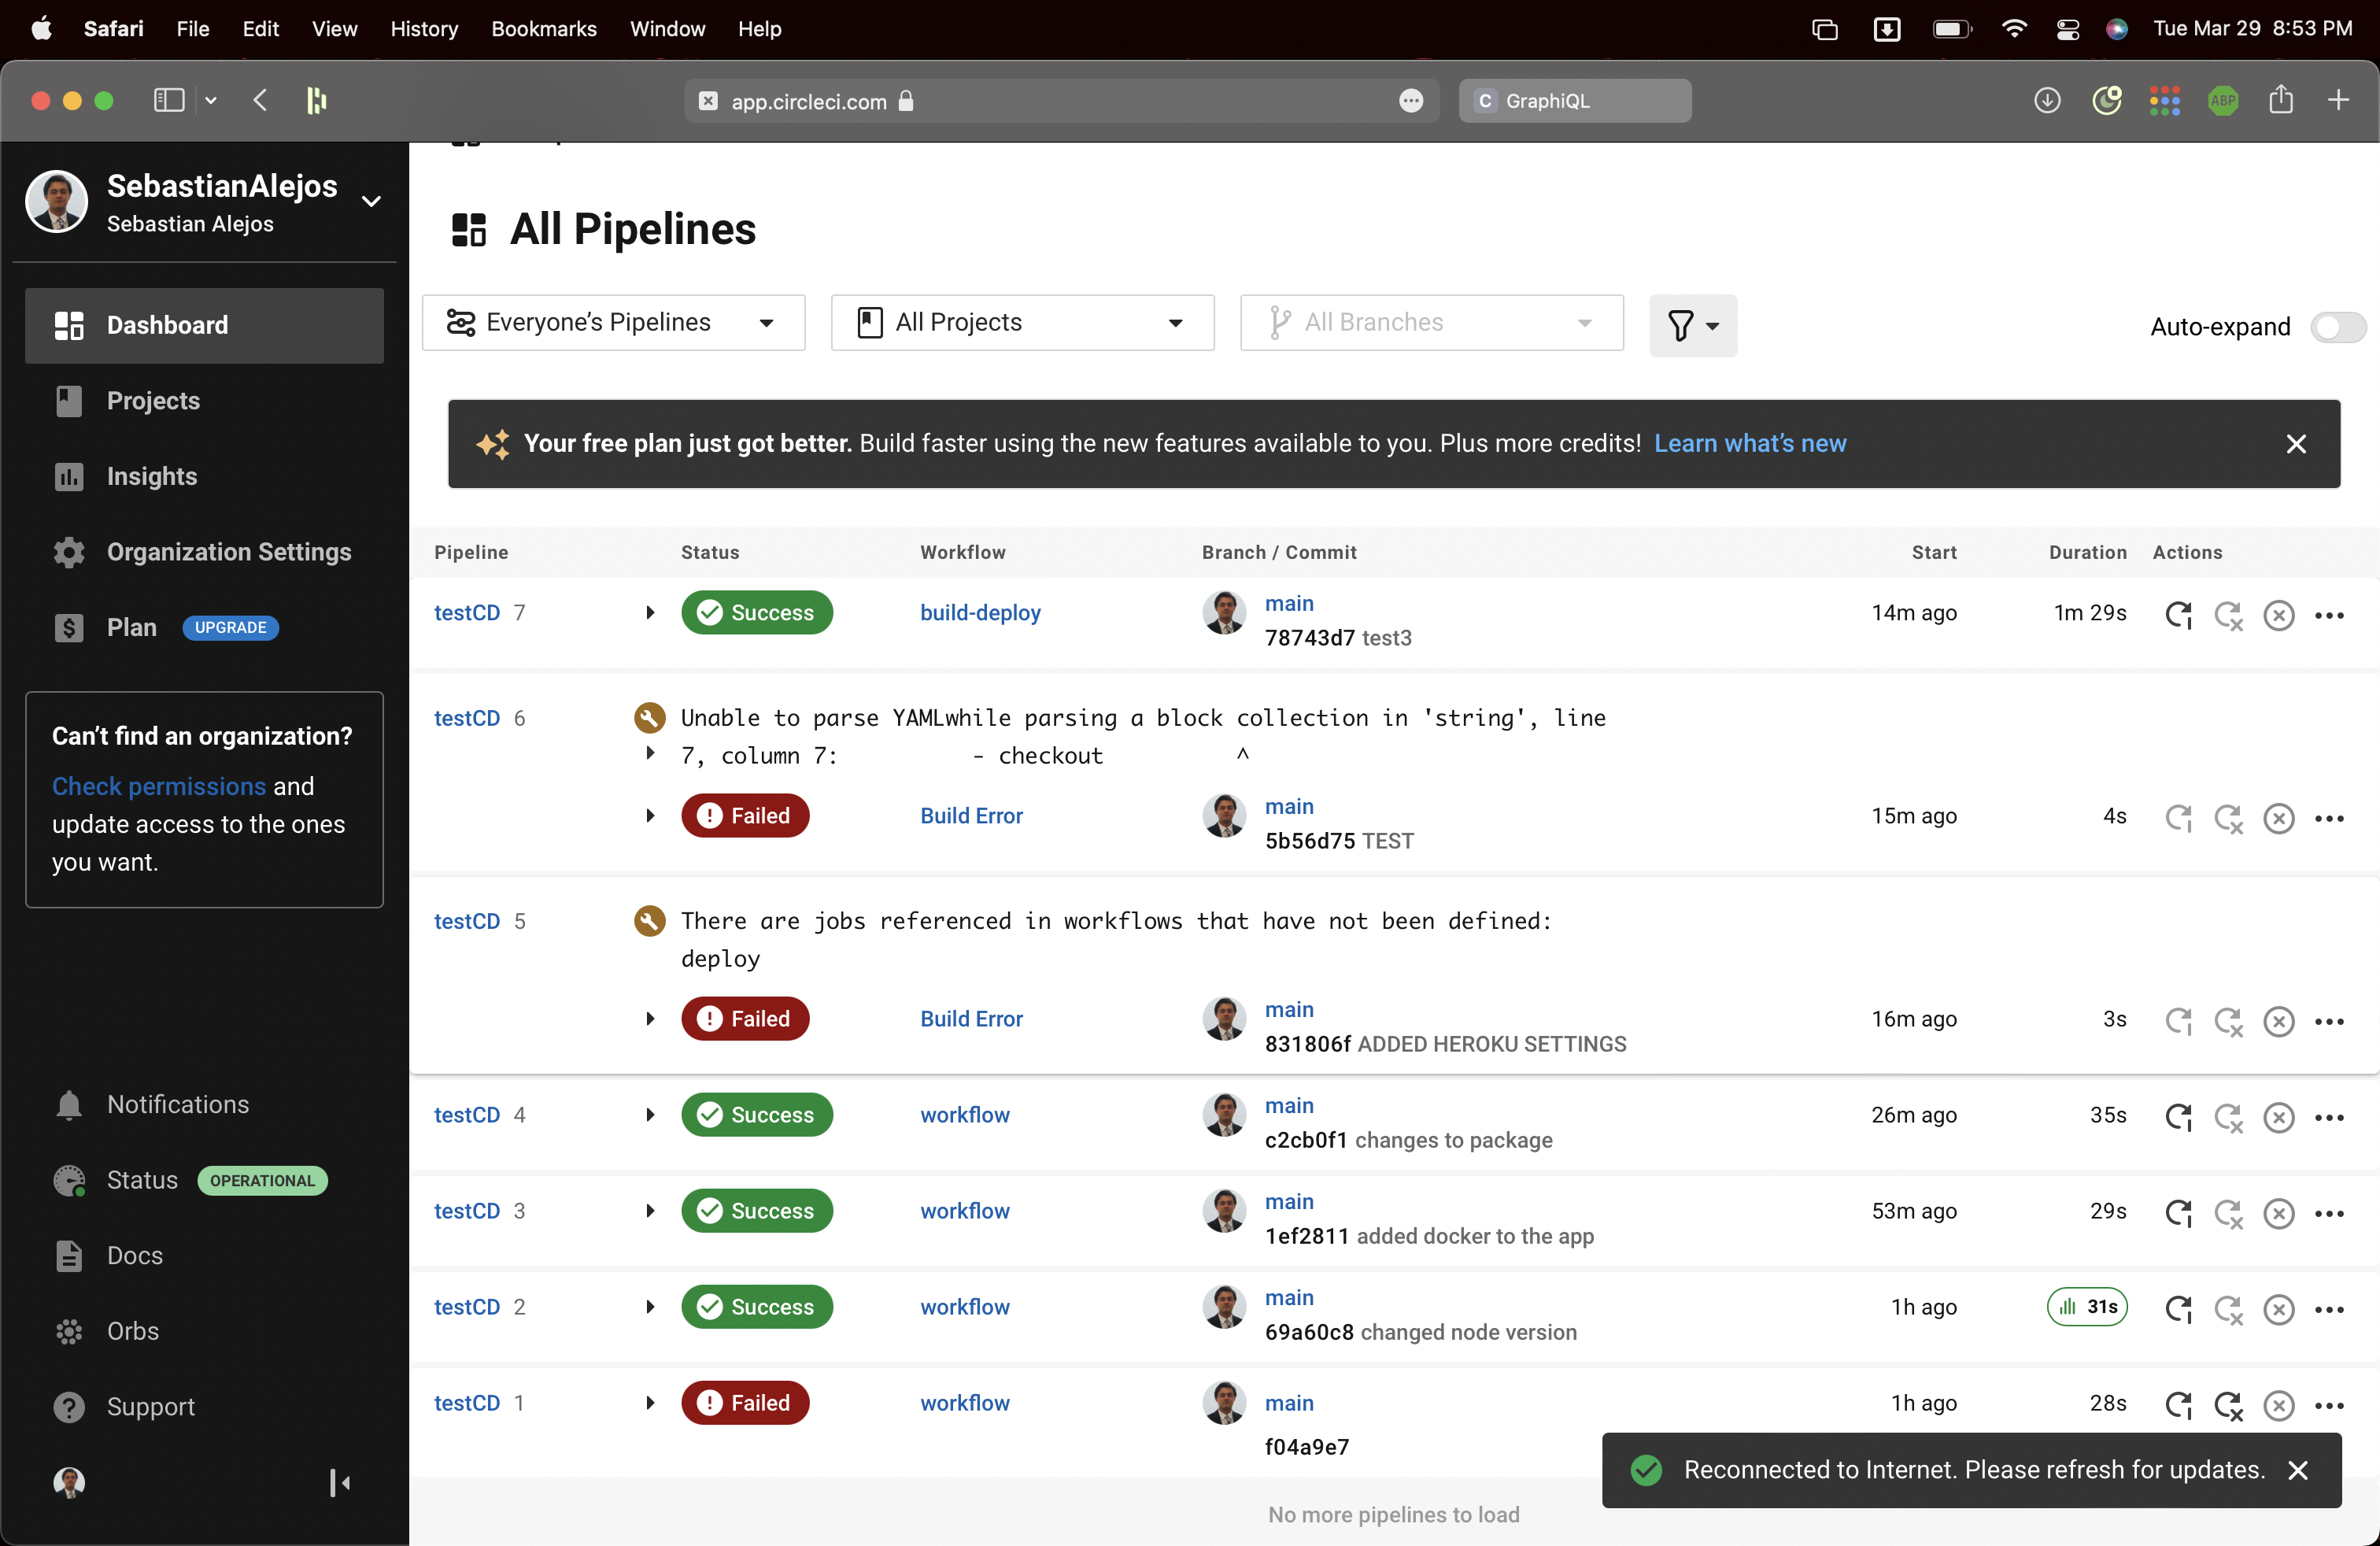 Safari File Edit View History Bookmarks Window Help Tue Mar 29 8:53 PM
app.circleci.com C GraphiQL ABP
SebastianAlejos
Sebastian Alejos
Dashboard
Projects
Insights
Organization Settings
Plan UPGRADE
Can’t find an organization?
Check permissions and
update access to the ones
you want.
Notifications
Status OPERATIONAL
Docs
Orbs
Support
All Pipelines
Everyone’s Pipelines All Projects All Branches Auto-expand
Your free plan just got better. Build faster using the new features available to you. Plus more credits! Learn what’s new
Pipeline Status Workflow Branch / Commit Start Duration Actions
testCD 7 Success build-deploy main 14m ago 1m 29s
78743d7 test3
testCD 6 Unable to parse YAMLwhile parsing a block collection in 'string', line
7, column 7: - checkout ^
Failed Build Error main 15m ago 4s
5b56d75 TEST
testCD 5 There are jobs referenced in workflows that have not been defined:
deploy
Failed Build Error main 16m ago 3s
831806f ADDED HEROKU SETTINGS
testCD 4 Success workflow main 26m ago 35s
c2cb0f1 changes to package
testCD 3 Success workflow main 53m ago 29s
1ef2811 added docker to the app
testCD 2 Success workflow main 1h ago 31s
69a60c8 changed node version
testCD 1 Failed workflow main 1h ago 28s
f04a9e7
Reconnected to Internet. Please refresh for updates.
No more pipelines to load